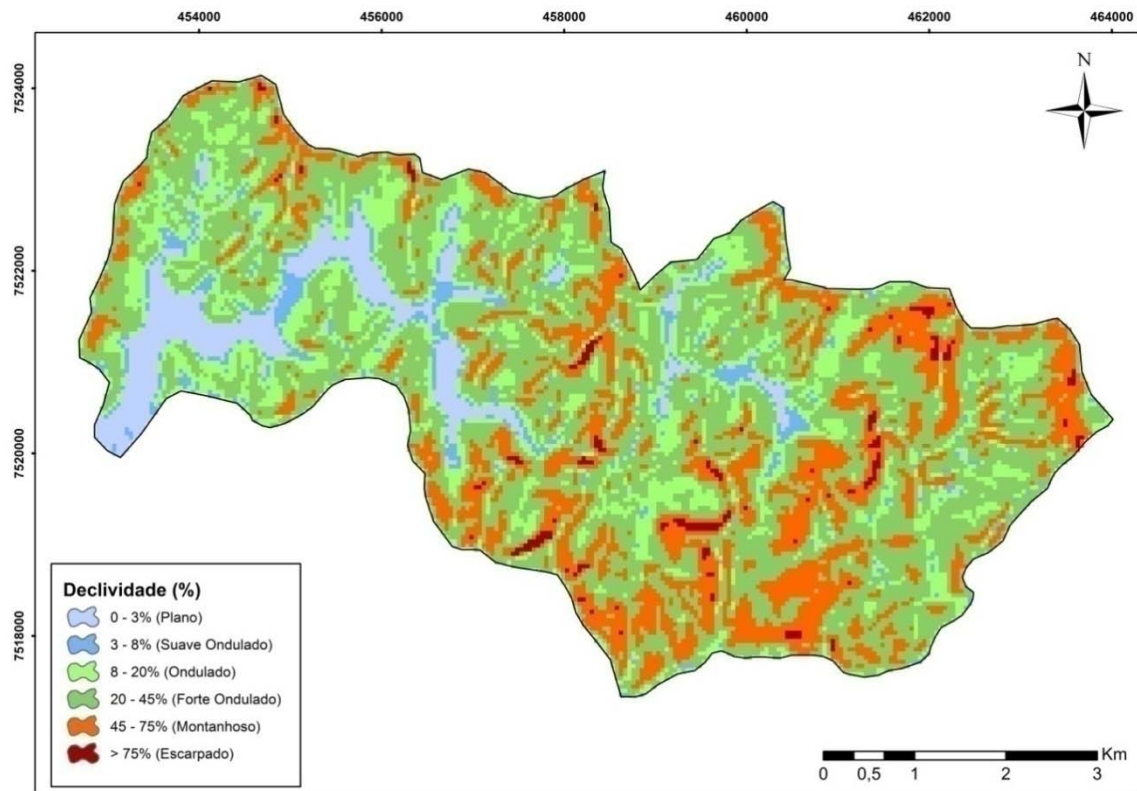 454000 456000 458000 460000 462000 464000
7524000
N
7522000
7520000
7518000
Declividade (%)
0 - 3% (Plano)
3 - 8% (Suave Ondulado)
8 - 20% (Ondulado)
20 - 45% (Forte Ondulado)
45 - 75% (Montanhoso)
> 75% (Escarpado)
Km
0 0,5 1 2 3